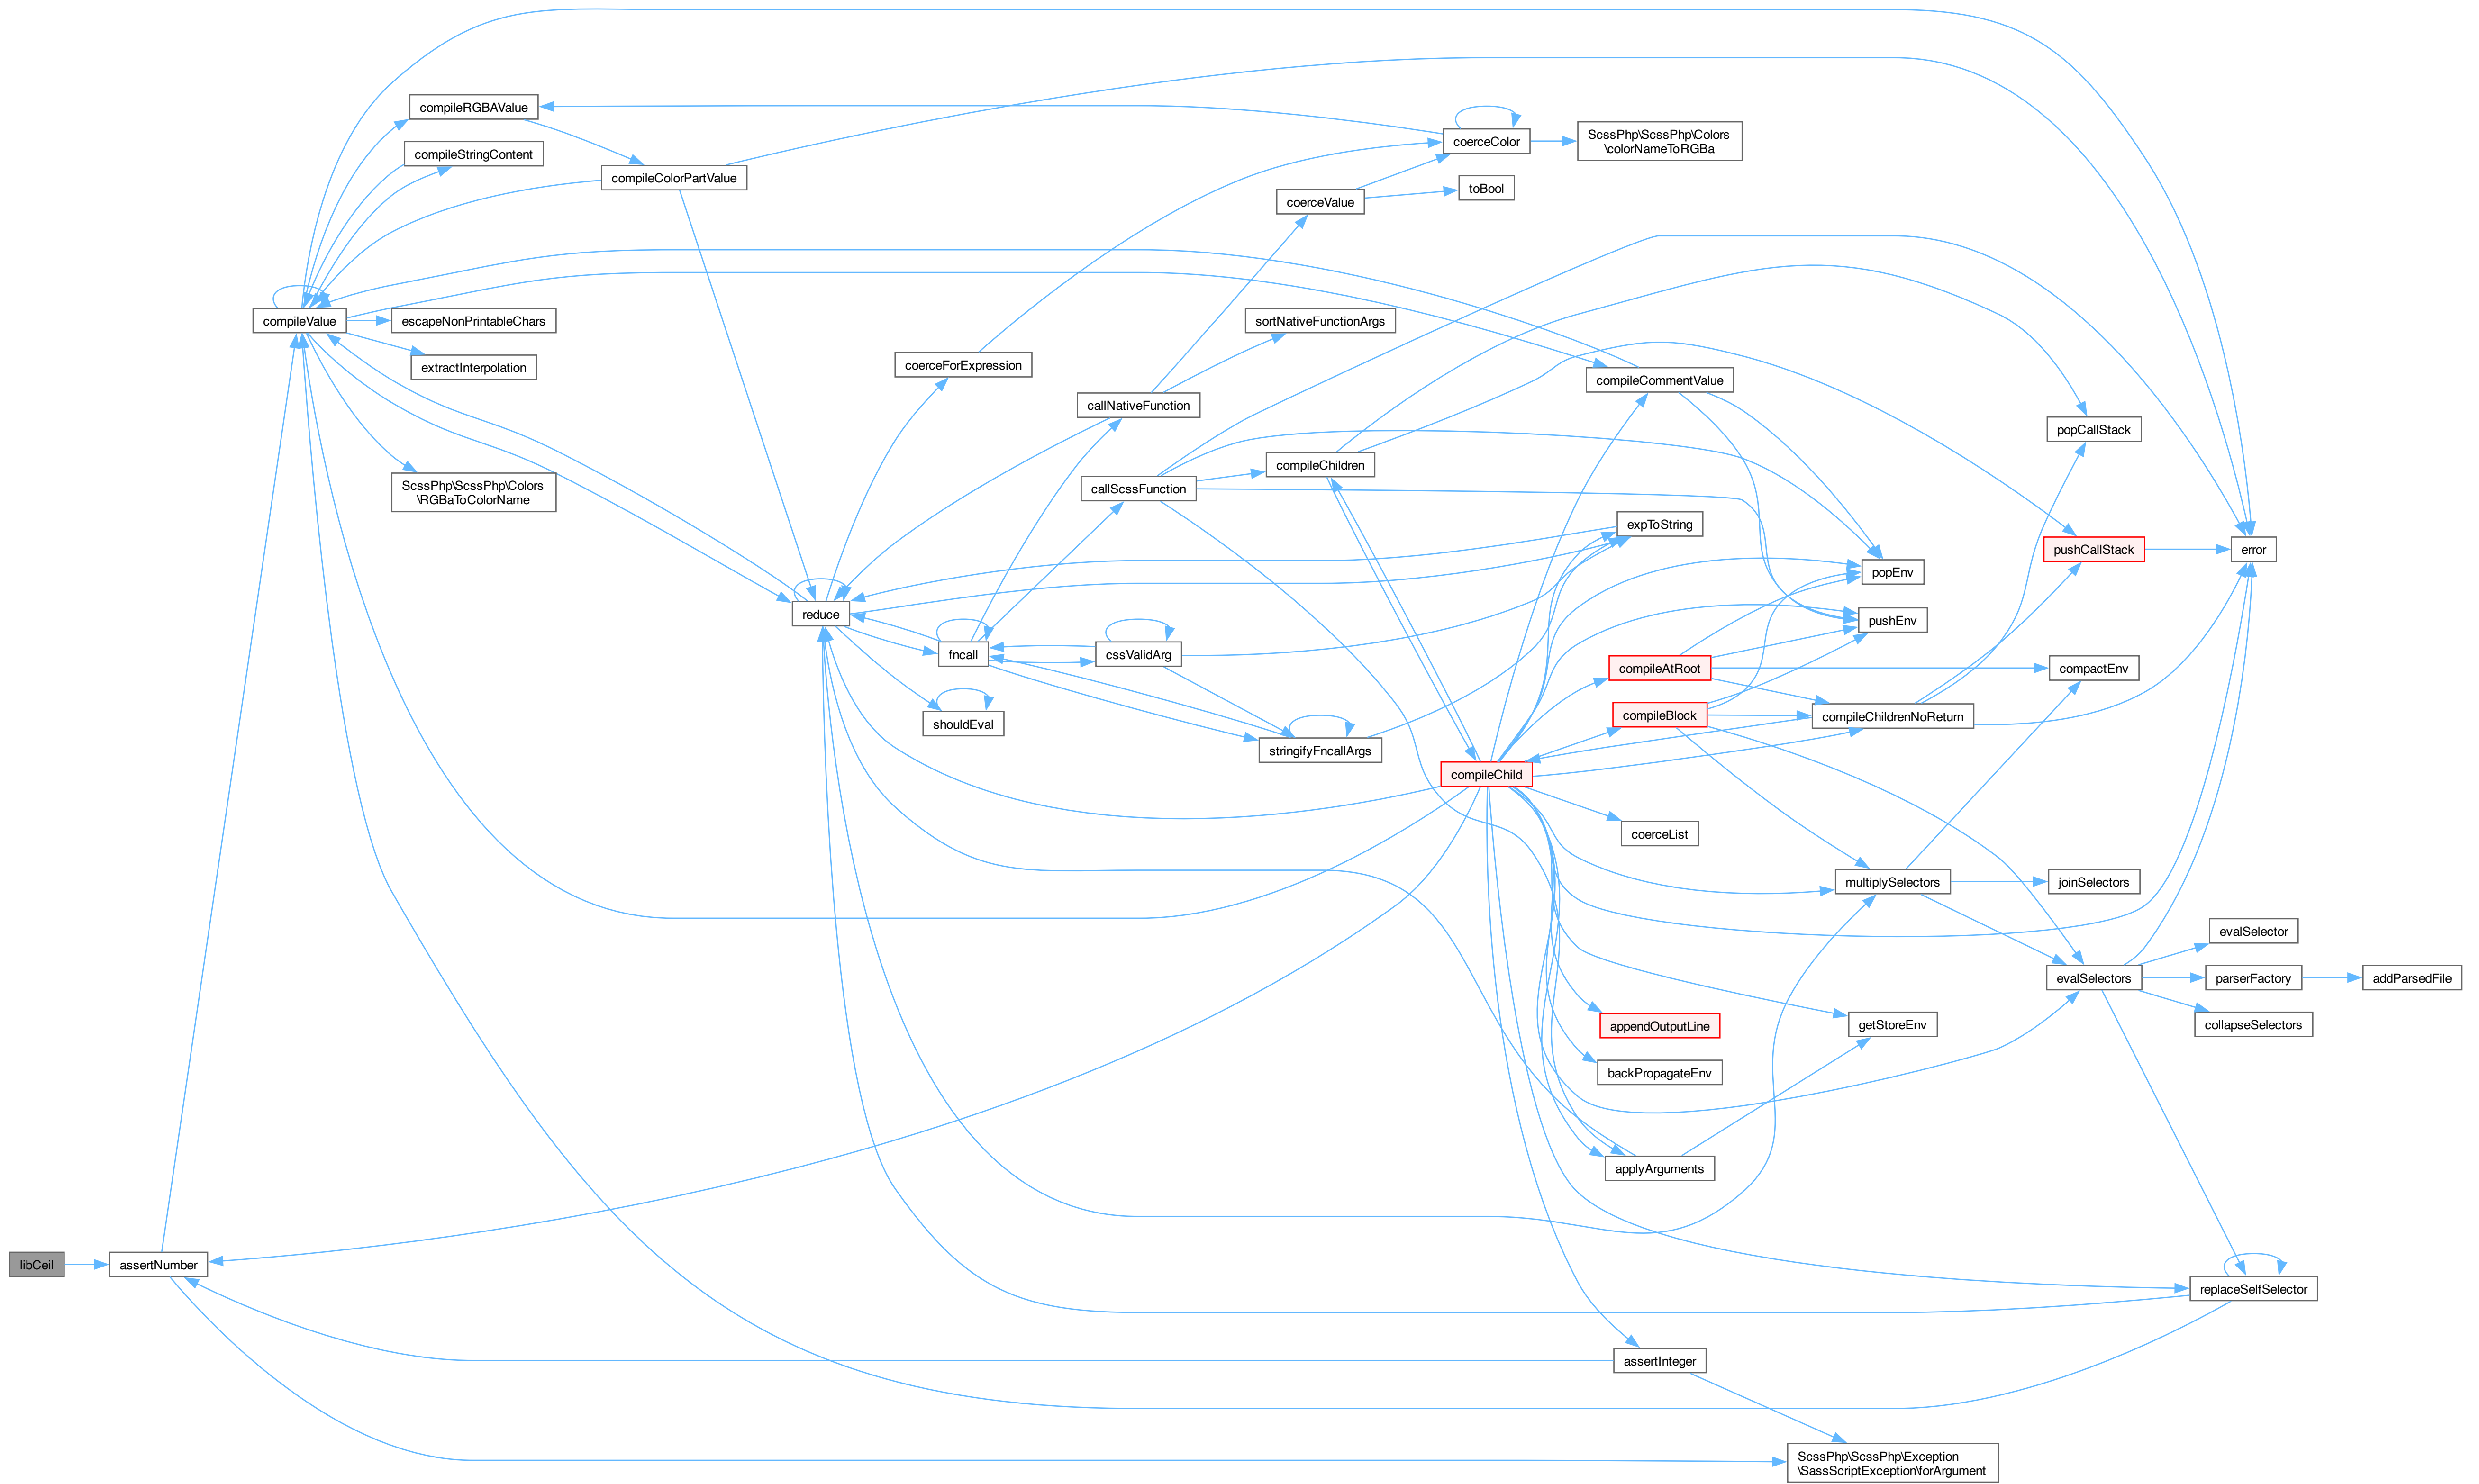 compileRGBAValue
compileStringContent
compileColorPartValue
coerceColor
ScssPhp\ScssPhp\Colors
\colorNameToRGBa
coerceValue
toBool
compileValue
escapeNonPrintableChars
extractInterpolation
ScssPhp\ScssPhp\Colors
\RGBaToColorName
sortNativeFunctionArgs
coerceForExpression
callNativeFunction
compileCommentValue
popCallStack
compileChildren
callScssFunction
expToString
pushCallStack
error
popEnv
reduce
pushEnv
fncall
cssValidArg
compileAtRoot
compactEnv
shouldEval
compileBlock
compileChildrenNoReturn
stringifyFncallArgs
compileChild
coerceList
multiplySelectors
joinSelectors
evalSelector
evalSelectors
parserFactory
addParsedFile
appendOutputLine
getStoreEnv
collapseSelectors
backPropagateEnv
applyArguments
libCeil
assertNumber
replaceSelfSelector
assertInteger
ScssPhp\ScssPhp\Exception
\SassScriptException\forArgument